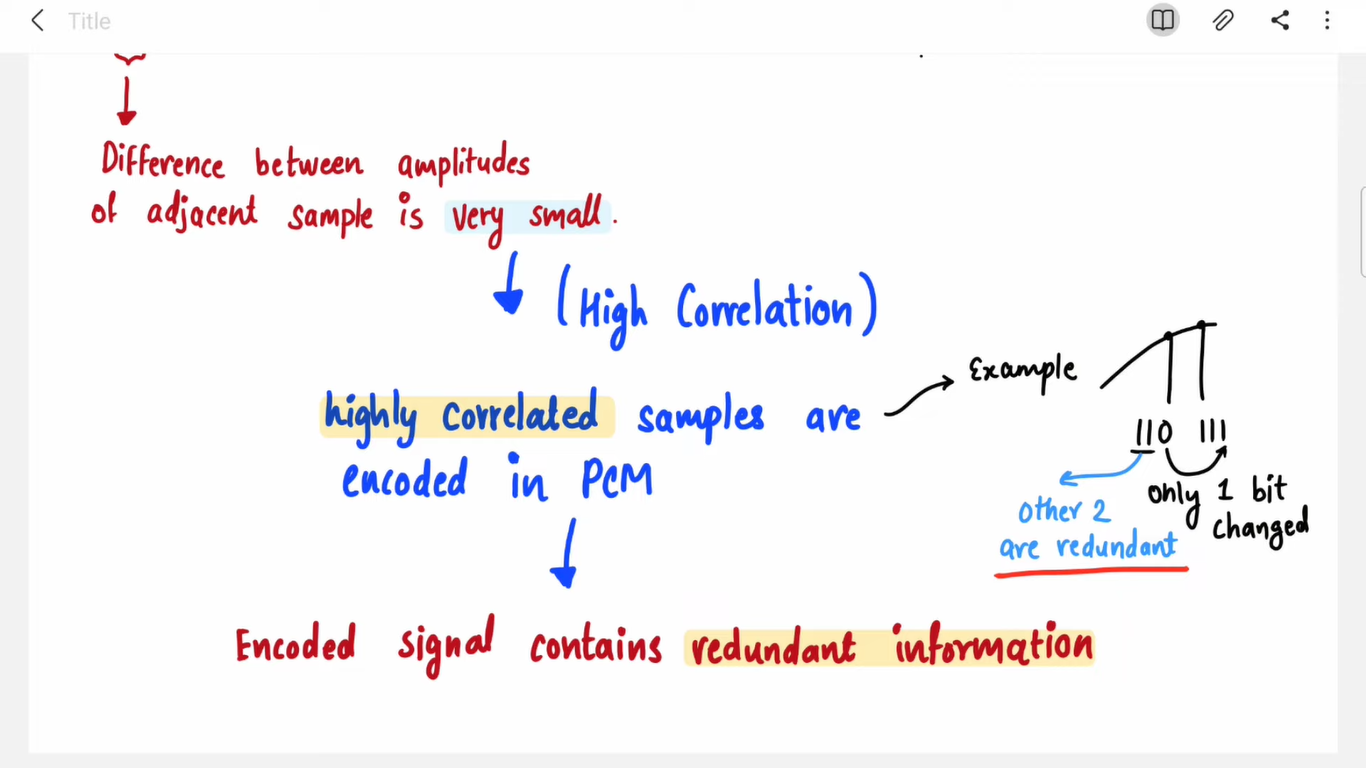 Title
Difference between amplitudes
of adjacent sample is very small.
(High Correlation)
highly correlated samples are
encoded in PCM
Example
110 111
only 1 bit
changed
other 2
are redundant
Encoded signal contains redundant information